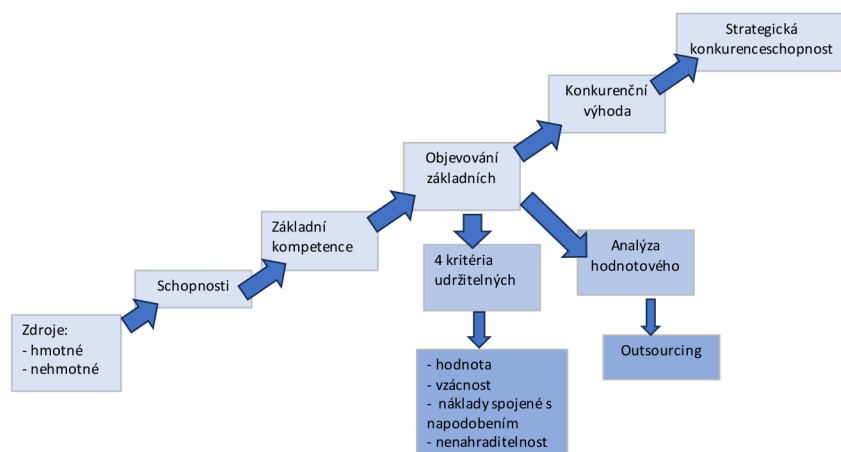 Strategická
konkurenceschopnost
Konkurenční
výhoda
Objevování
základních
Základní
kompetence
Schopnosti
Zdroje:
- hmotné
- nehmotné
4 kritéria
udržitelných
Analýza
hodnotového
- hodnota
- vzácnost
- náklady spojené s
napodobením
- nenahraditelnost
Outsourcing